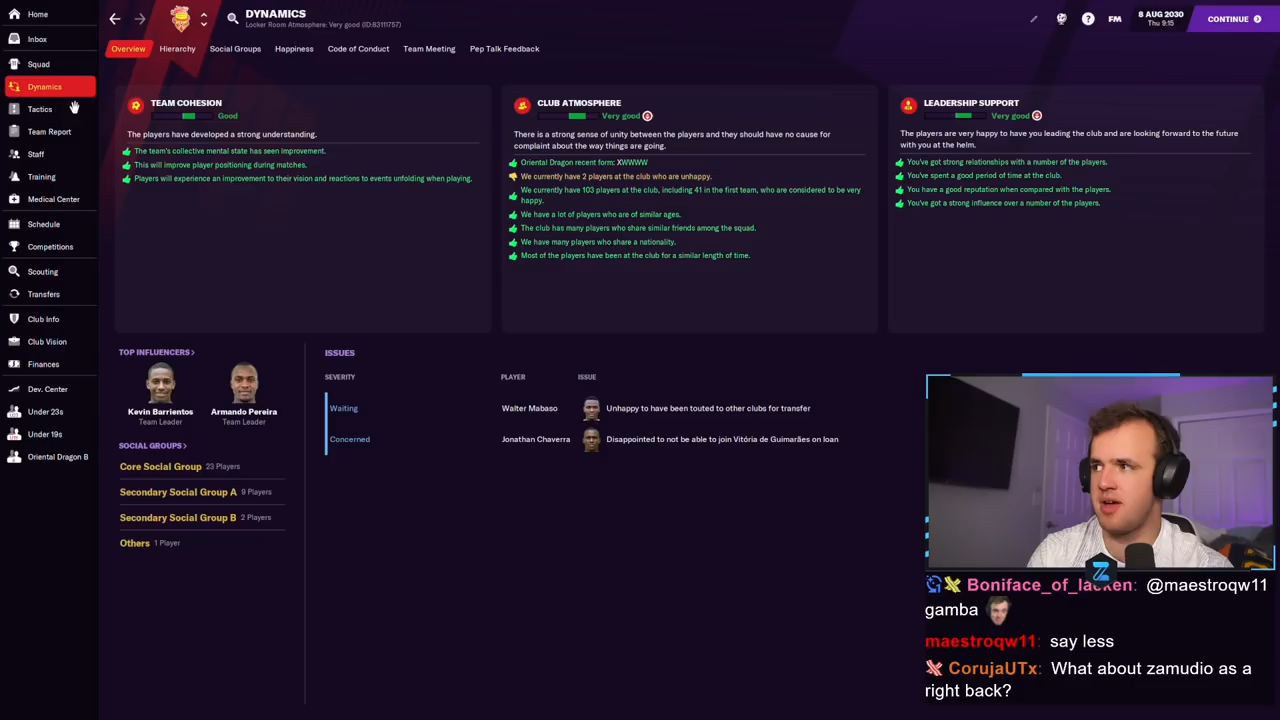 Home
Inbox
Squad
Dynamics
Tactics
Team Report
Staff
Training
Medical Center
Schedule
Competitions
Scouting
Transfers
Club Info
Club Vision
Finances
Dev. Center
Under 23s
Under 19s
Oriental Dragon B
DYNAMICS
Locker Room Atmosphere: Very good (ID:83111757)
FM
8 AUG 2030
Thu 9:15
CONTINUE
Overview
Hierarchy
Social Groups
Happiness
Code of Conduct
Team Meeting
Pep Talk Feedback
TEAM COHESION
Good
The players have developed a strong understanding.
The team's collective mental state has seen improvement.
This will improve player positioning during matches.
Players will experience an improvement to their vision and reactions to events unfolding when playing.
CLUB ATMOSPHERE
Very good
There is a strong sense of unity between the players and they should have no cause for
complaint about the way things are going.
Oriental Dragon recent form: XWWWW
We currently have 2 players at the club who are unhappy.
We currently have 103 players at the club, including 41 in the first team, who are considered to be very
happy.
We have a lot of players who are of similar ages.
The club has many players who share similar friends among the squad.
We have many players who share a nationality.
Most of the players have been at the club for a similar length of time.
LEADERSHIP SUPPORT
Very good
The players are very happy to have you leading the club and are looking forward to the future
with you at the helm.
You've got strong relationships with a number of the players.
You've spent a good period of time at the club.
You have a good reputation when compared with the players.
You've got a strong influence over a number of the players.
TOP INFLUENCERS >
Kevin Barrientos
Team Leader
Armando Pereira
Team Leader
SOCIAL GROUPS >
Core Social Group 23 Players
Secondary Social Group A 9 Players
Secondary Social Group B 2 Players
Others 1 Player
ISSUES
SEVERITY PLAYER ISSUE
Waiting Walter Mabaso Unhappy to have been touted to other clubs for transfer
Concerned Jonathan Chaverra Disappointed to not be able to join Vitória de Guimarães on loan
Boniface_of_lacken: @maestroqw11
gamba
maestroqw11: say less
CorujaUTx: What about zamudio as a
right back?